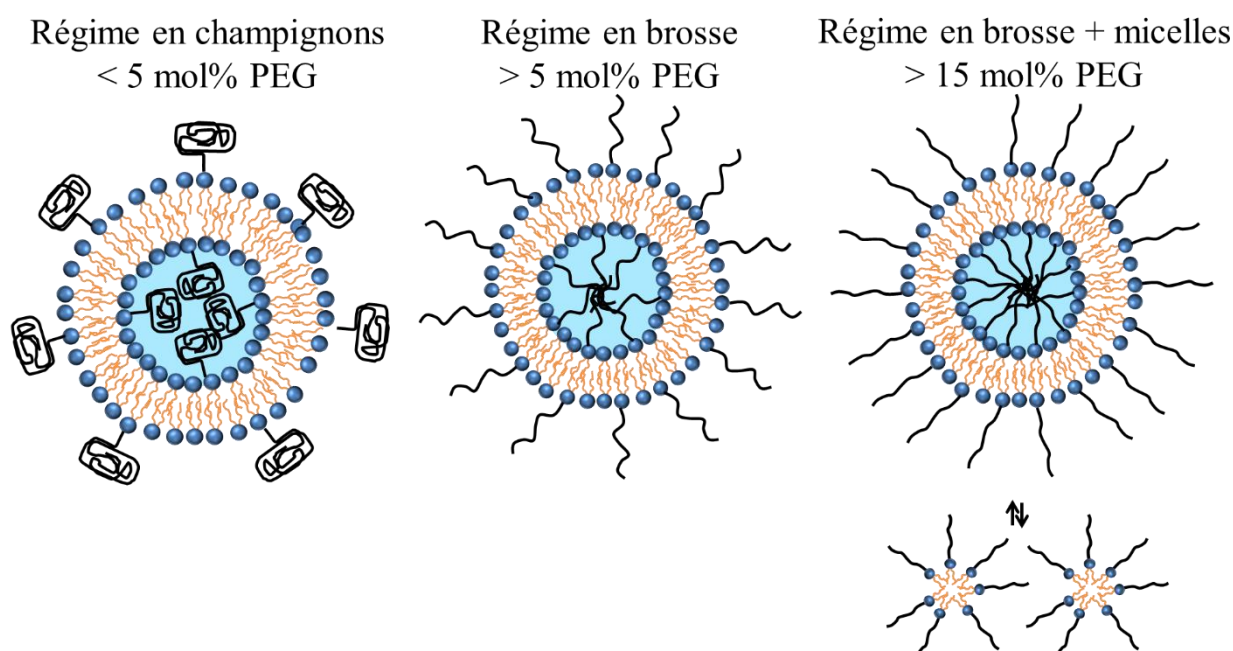 Régime en champignons
< 5 mol% PEG
Régime en brosse
> 5 mol% PEG
Régime en brosse + micelles
> 15 mol% PEG